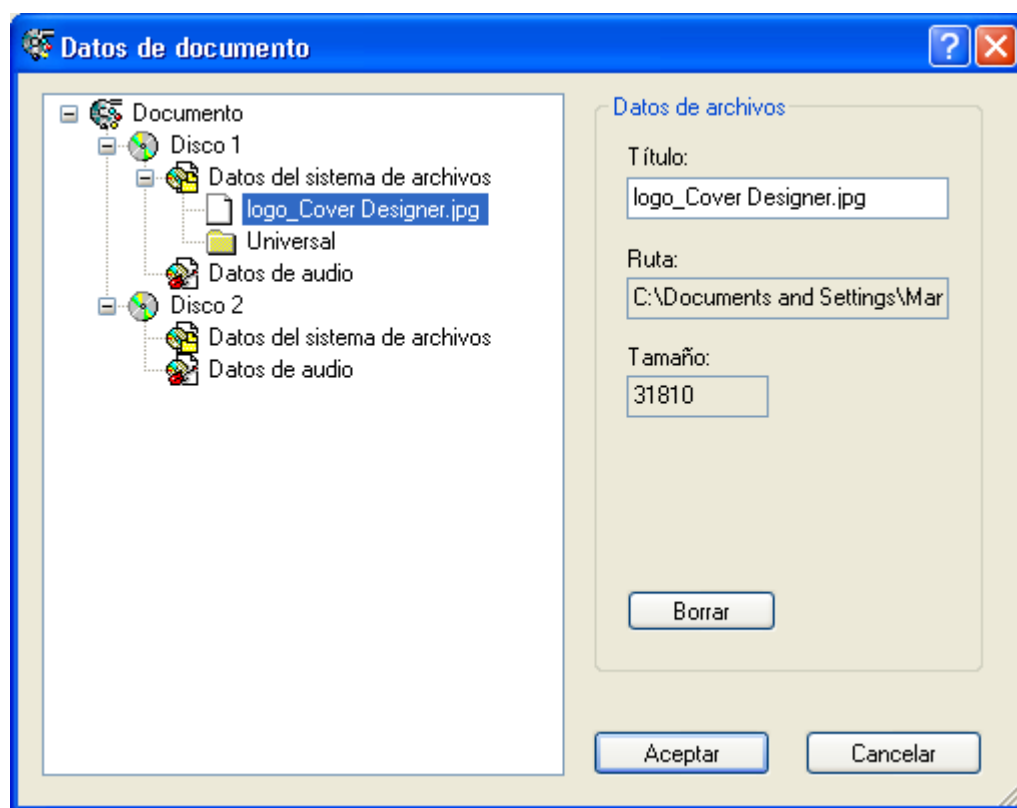 Datos de documento
Documento
Disco 1
Datos del sistema de archivos
logo_Cover Designer.jpg
Universal
Datos de audio
Disco 2
Datos del sistema de archivos
Datos de audio
Datos de archivos
Título:
logo_Cover Designer.jpg
Ruta:
C:\Documents and Settings\Mar
Tamaño:
31810
Borrar
Aceptar
Cancelar